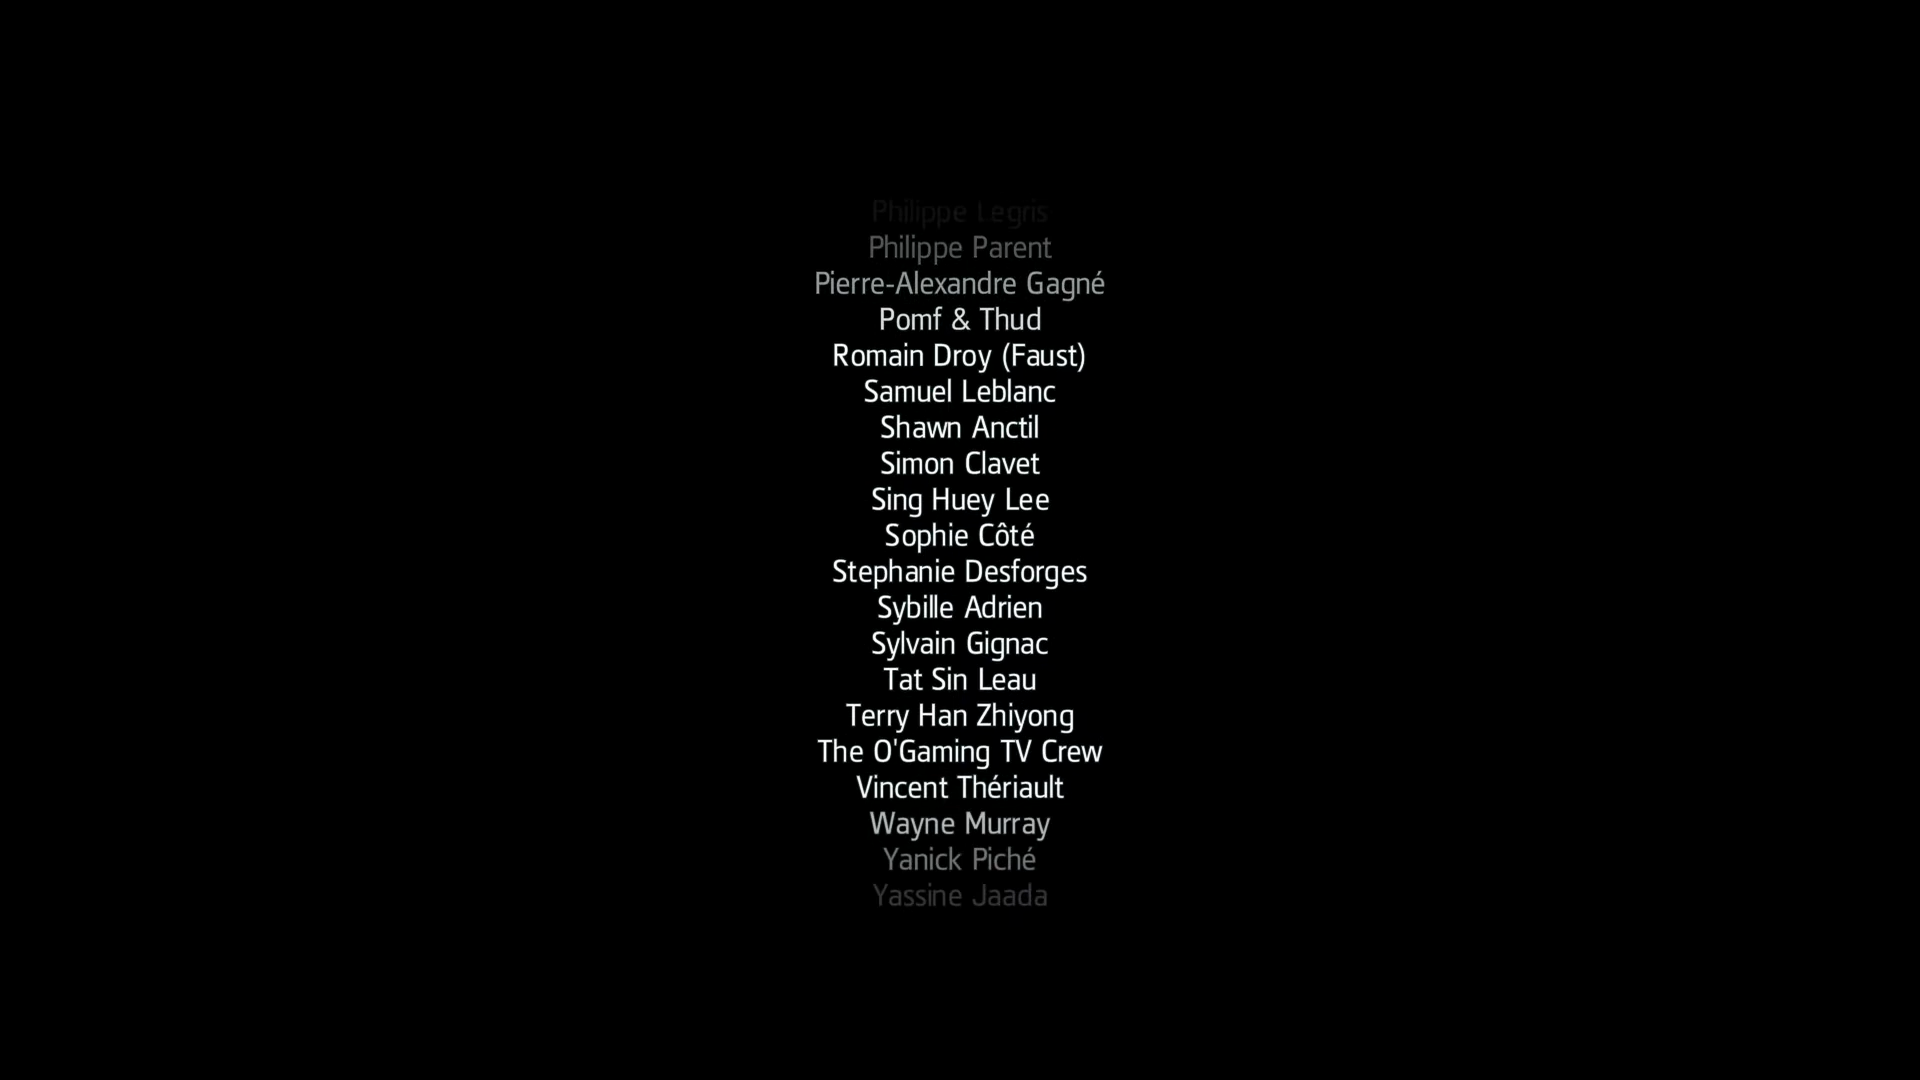 Philippe Legris
Philippe Parent
Pierre-Alexandre Gagné
Pomf & Thud
Romain Droy (Faust)
Samuel Leblanc
Shawn Anctil
Simon Clavet
Sing Huey Lee
Sophie Côté
Stephanie Desforges
Sybille Adrien
Sylvain Gignac
Tat Sin Leau
Terry Han Zhiyong
The O'Gaming TV Crew
Vincent Thériault
Wayne Murray
Yanick Piché
Yassine Jaada